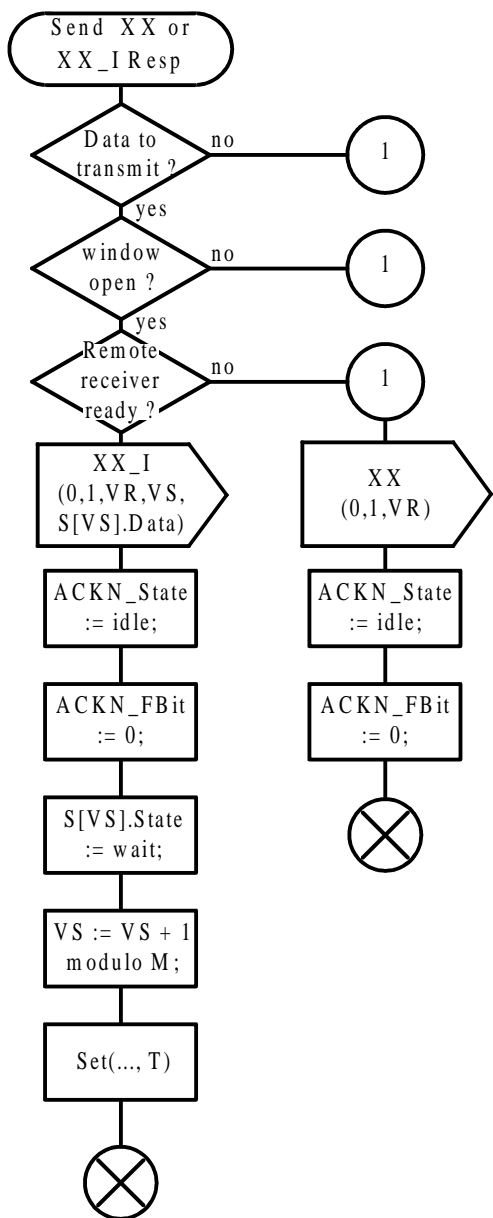 Send XX or
XX_I Resp
Data to
transmit ?
no
1
yes
window
open ?
no
1
yes
Remote
receiver
ready ?
no
1
XX_I
(0,1,VR,VS,
S[VS].Data)
XX
(0,1,VR)
ACKN_State
:= idle;
ACKN_State
:= idle;
ACKN_FBit
:= 0;
ACKN_FBit
:= 0;
S[VS].State
:= wait;
VS := VS + 1
modulo M;
Set(..., T)